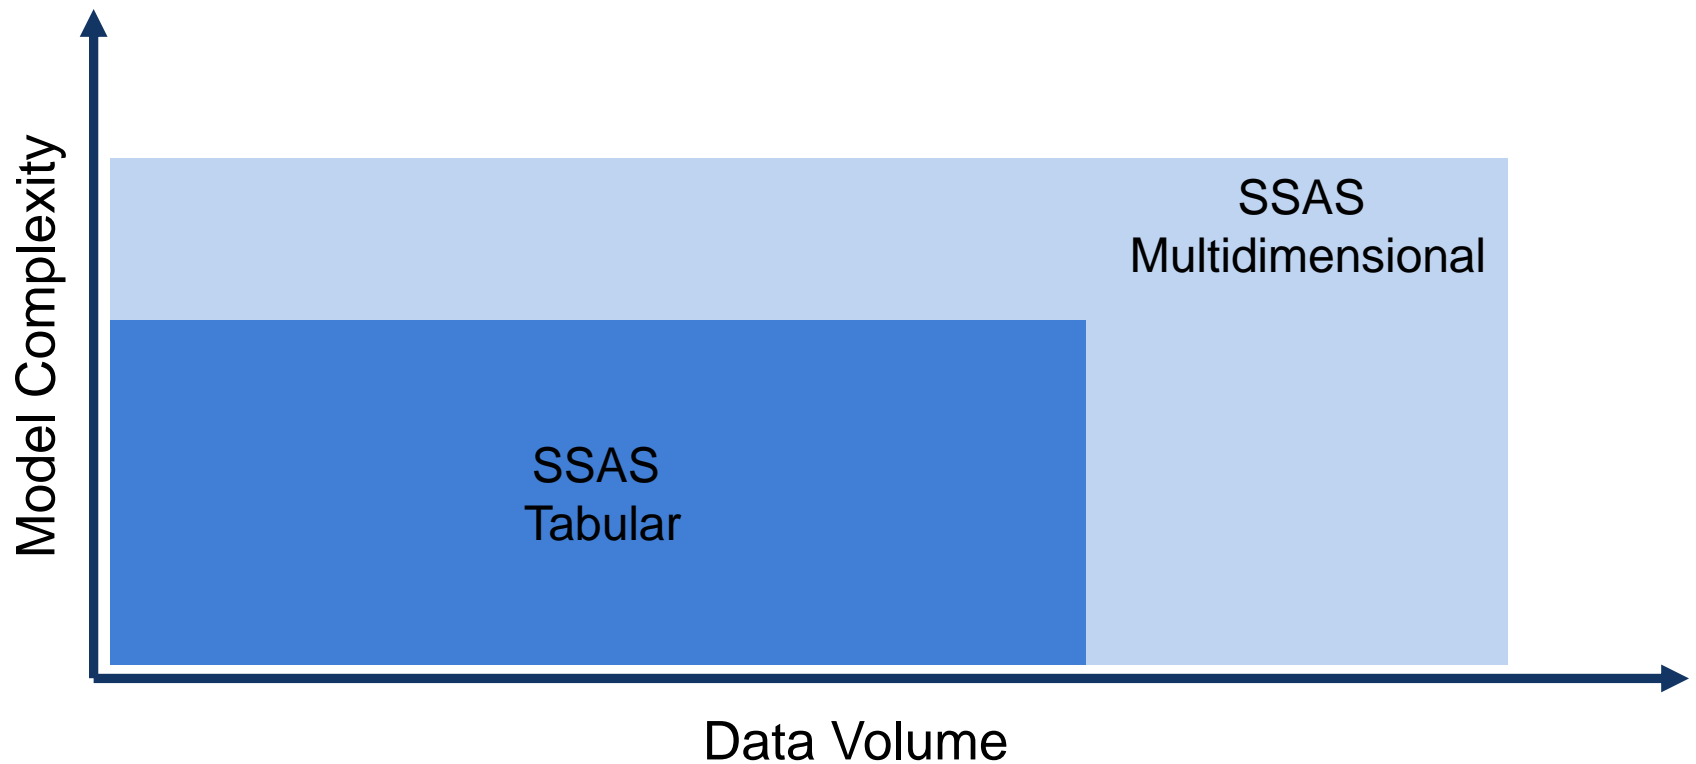 Model Complexity
SSAS
Multidimensional
SSAS
Tabular
Data Volume